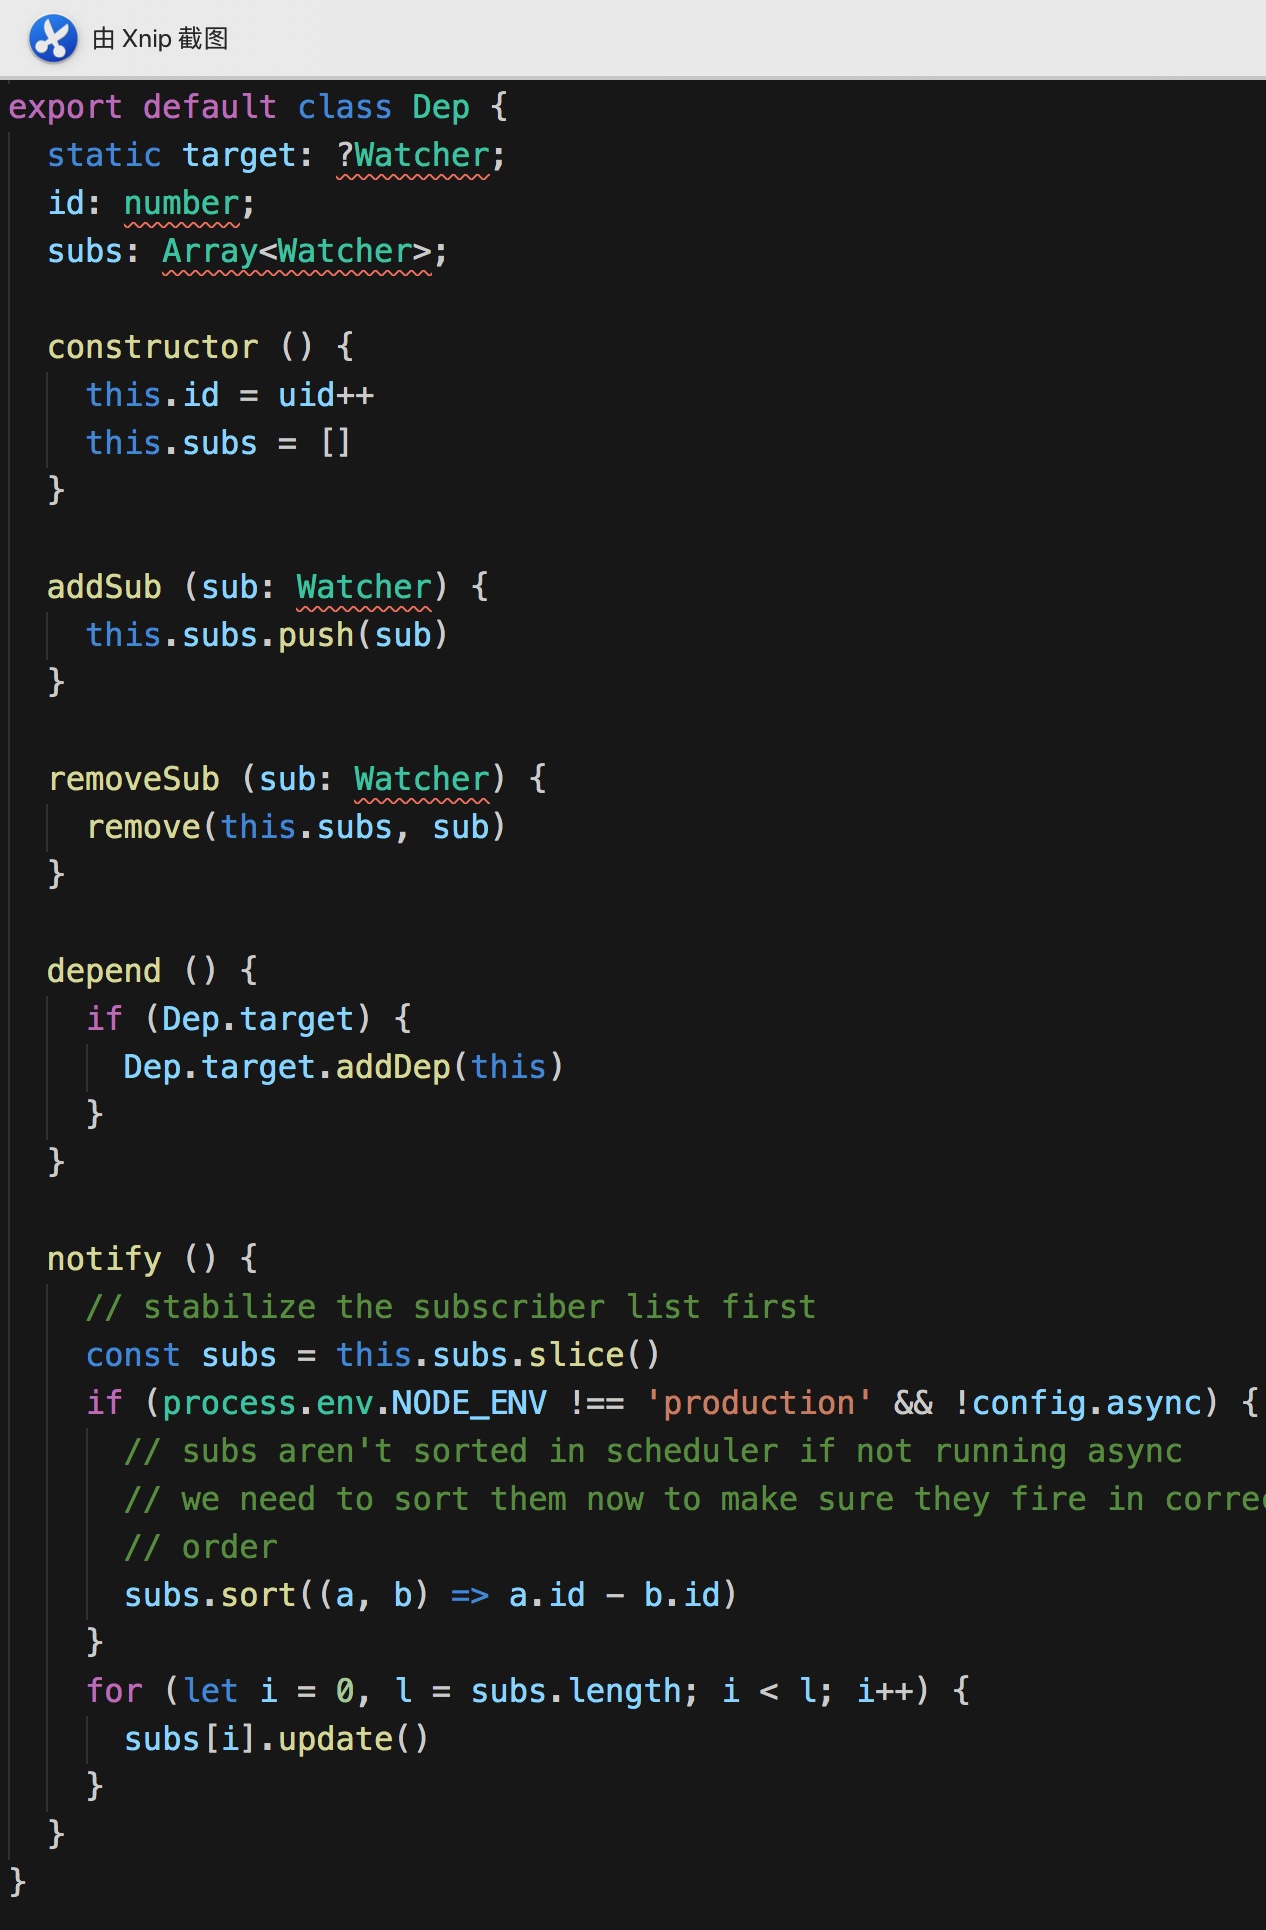 由 Xnip 截图
export default class Dep {
  static target: ?Watcher;
  id: number;
  subs: Array<Watcher>;

  constructor () {
    this.id = uid++
    this.subs = []
  }

  addSub (sub: Watcher) {
    this.subs.push(sub)
  }

  removeSub (sub: Watcher) {
    remove(this.subs, sub)
  }

  depend () {
    if (Dep.target) {
      Dep.target.addDep(this)
    }
  }

  notify () {
    // stabilize the subscriber list first
    const subs = this.subs.slice()
    if (process.env.NODE_ENV !== 'production' && !config.async) {
      // subs aren't sorted in scheduler if not running async
      // we need to sort them now to make sure they fire in
      // order
      subs.sort((a, b) => a.id - b.id)
    }
    for (let i = 0, l = subs.length; i < l; i++) {
      subs[i].update()
    }
  }
}